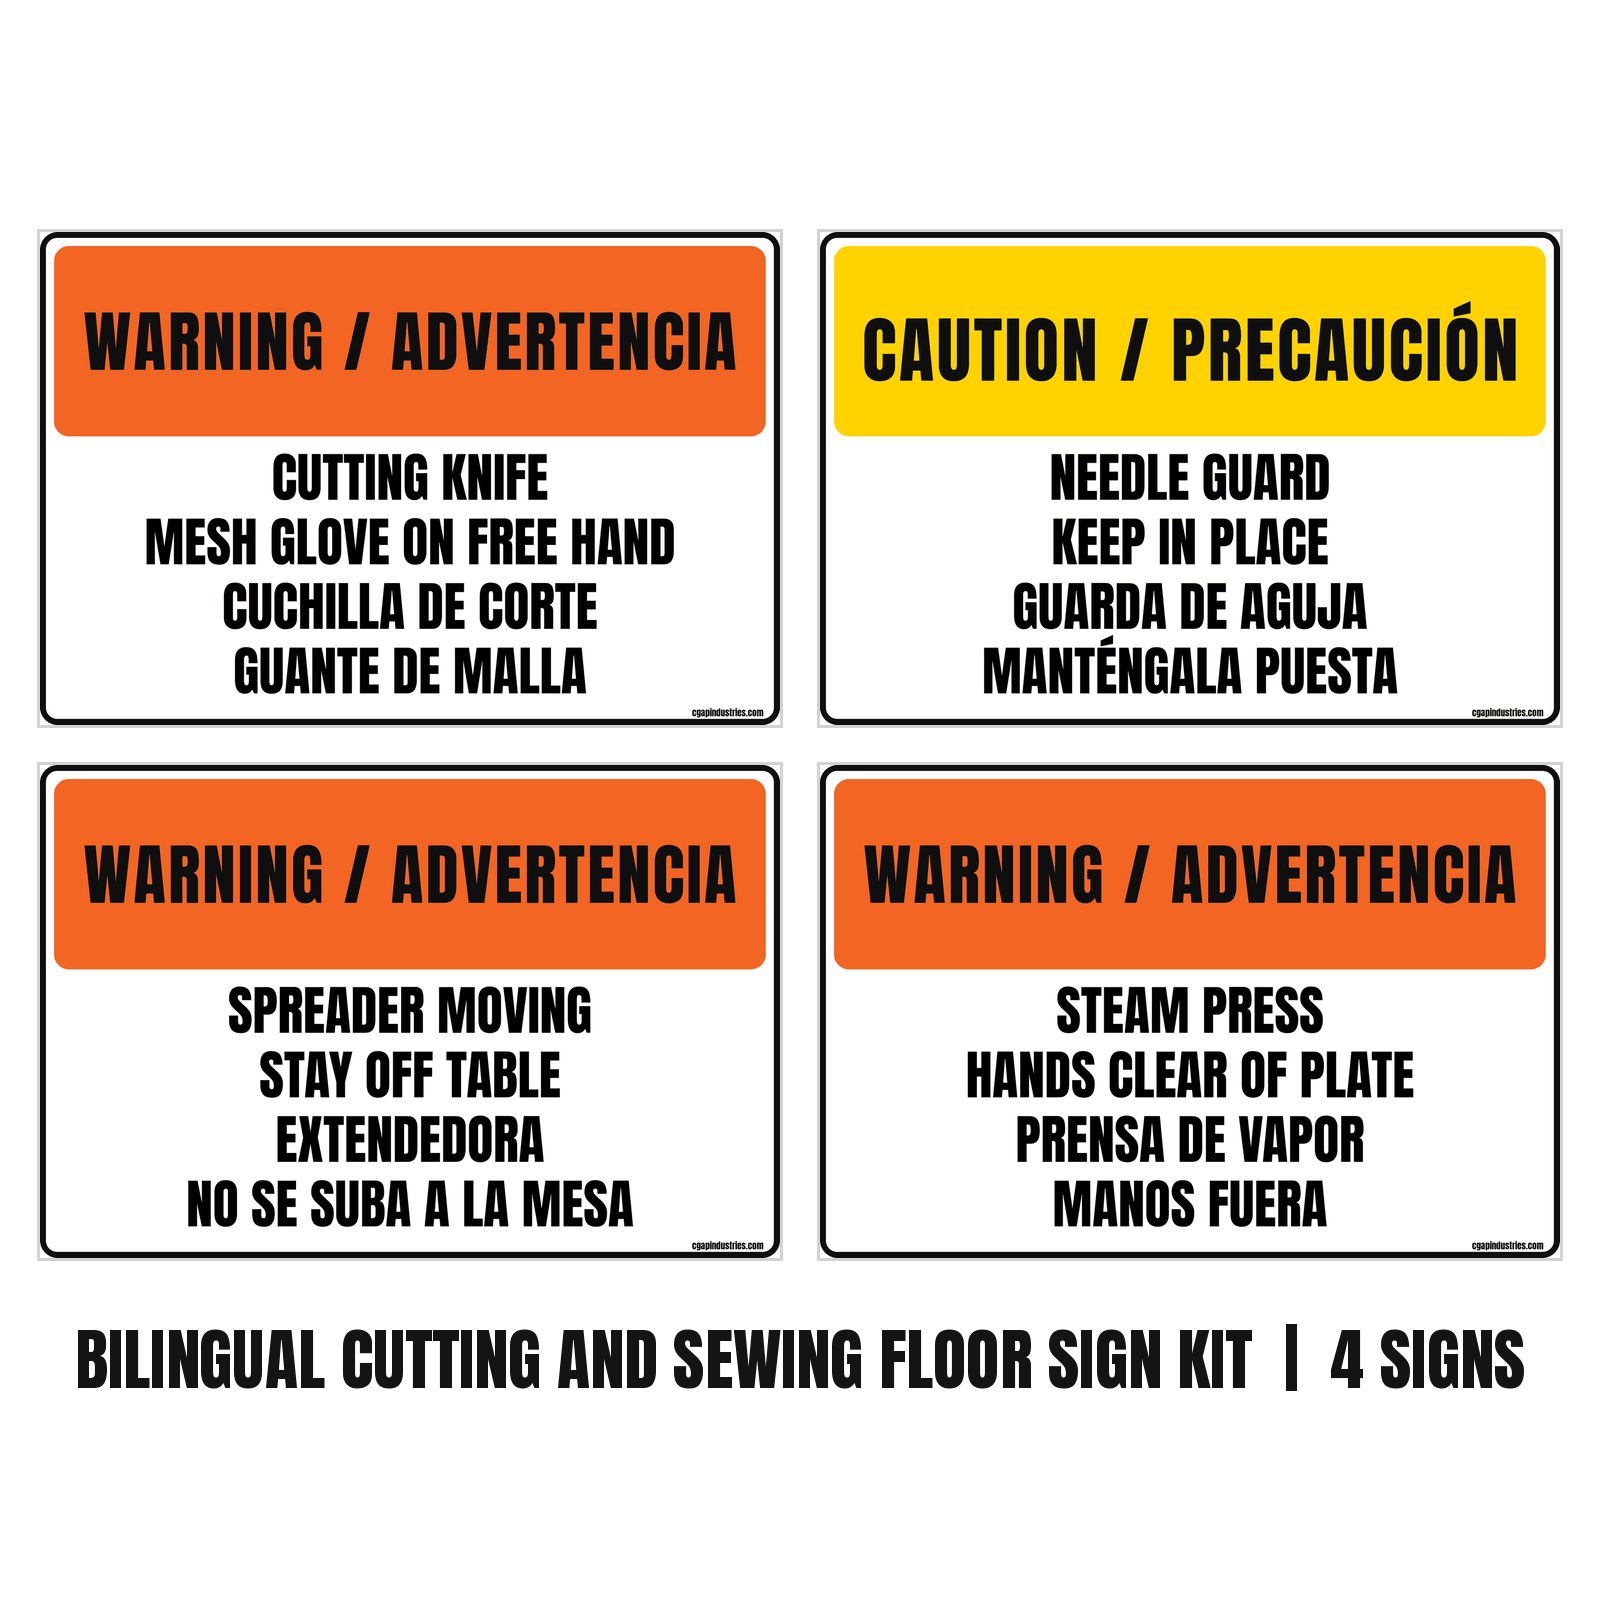 WARNING / ADVERTENCIA
CUTTING KNIFE
MESH GLOVE ON FREE HAND
CUCHILLA DE CORTE
GUANTE DE MALLA
cgapindustries.com
CAUTION / PRECAUCIÓN
NEEDLE GUARD
KEEP IN PLACE
GUARDA DE AGUJA
MANTÉNGALA PUESTA
cgapindustries.com
WARNING / ADVERTENCIA
SPREADER MOVING
STAY OFF TABLE
EXTENDEDORA
NO SE SUBA A LA MESA
cgapindustries.com
WARNING / ADVERTENCIA
STEAM PRESS
HANDS CLEAR OF PLATE
PRENSA DE VAPOR
MANOS FUERA
cgapindustries.com
BILINGUAL CUTTING AND SEWING FLOOR SIGN KIT | 4 SIGNS